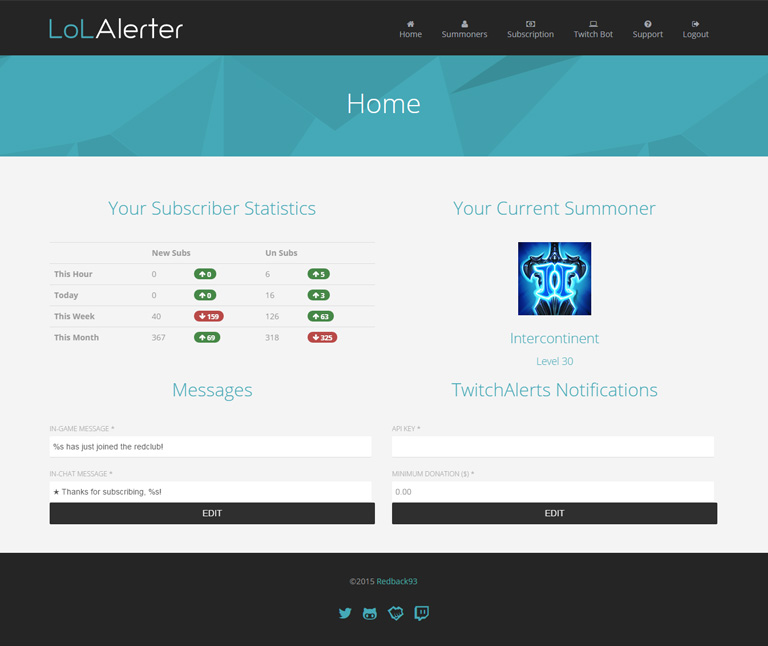 LoLAlerter
Home Summoners Subscription Twitch Bot Support Logout
Home
Your Subscriber Statistics
New Subs Un Subs
This Hour 0 0 6 5
Today 0 0 16 3
This Week 40 159 126 63
This Month 367 69 318 325
Your Current Summoner
Intercontinent
Level 30
Messages
IN-GAME MESSAGE *
%s has just joined the redclub!
IN-CHAT MESSAGE *
★ Thanks for subscribing, %s!
EDIT
TwitchAlerts Notifications
API KEY *
MINIMUM DONATION ($) *
0.00
EDIT
©2015 Redback93